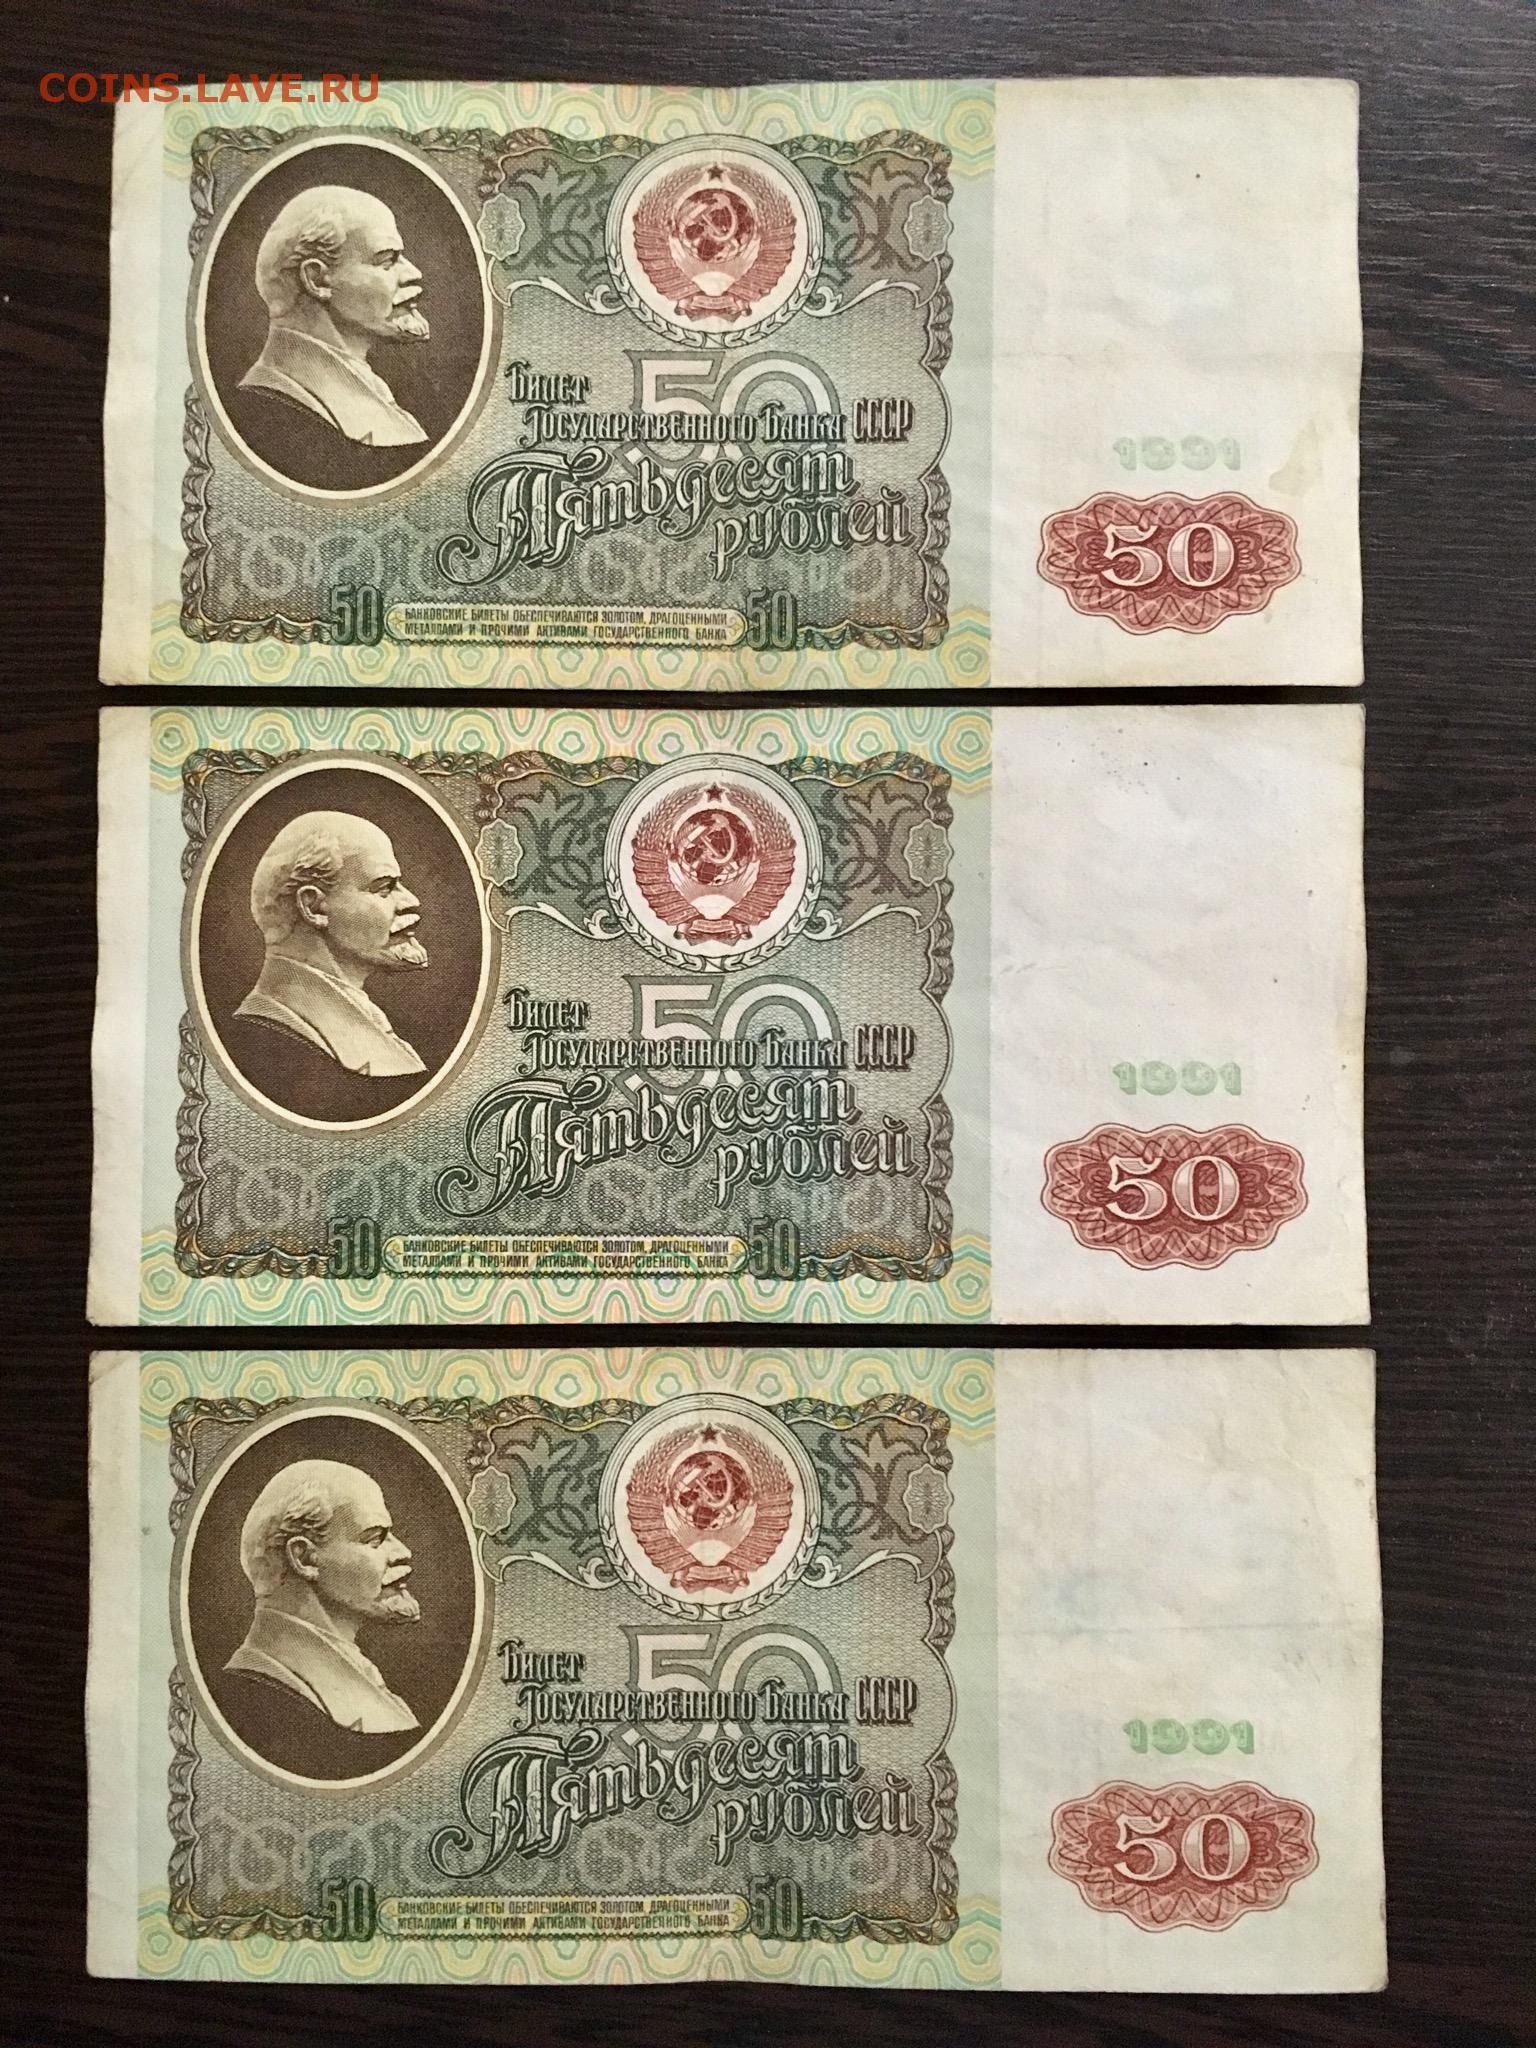 COINS.LAVE.RU
50
Билет
Государственного Банка СССР
Пятьдесят
рублей
1991
50
50 БАНКОВСКИЕ БИЛЕТЫ ОБЕСПЕЧИВАЮТСЯ ЗОЛОТОМ, ДРАГОЦЕННЫМИ 50
МЕТАЛЛАМИ И ПРОЧИМИ АКТИВАМИ ГОСУДАРСТВЕННОГО БАНКА
50
Билет
Государственного Банка СССР
Пятьдесят
рублей
1991
50
50 БАНКОВСКИЕ БИЛЕТЫ ОБЕСПЕЧИВАЮТСЯ ЗОЛОТОМ, ДРАГОЦЕННЫМИ 50
МЕТАЛЛАМИ И ПРОЧИМИ АКТИВАМИ ГОСУДАРСТВЕННОГО БАНКА
50
Билет
Государственного Банка СССР
Пятьдесят
рублей
1991
50
50 БАНКОВСКИЕ БИЛЕТЫ ОБЕСПЕЧИВАЮТСЯ ЗОЛОТОМ, ДРАГОЦЕННЫМИ 50
МЕТАЛЛАМИ И ПРОЧИМИ АКТИВАМИ ГОСУДАРСТВЕННОГО БАНКА